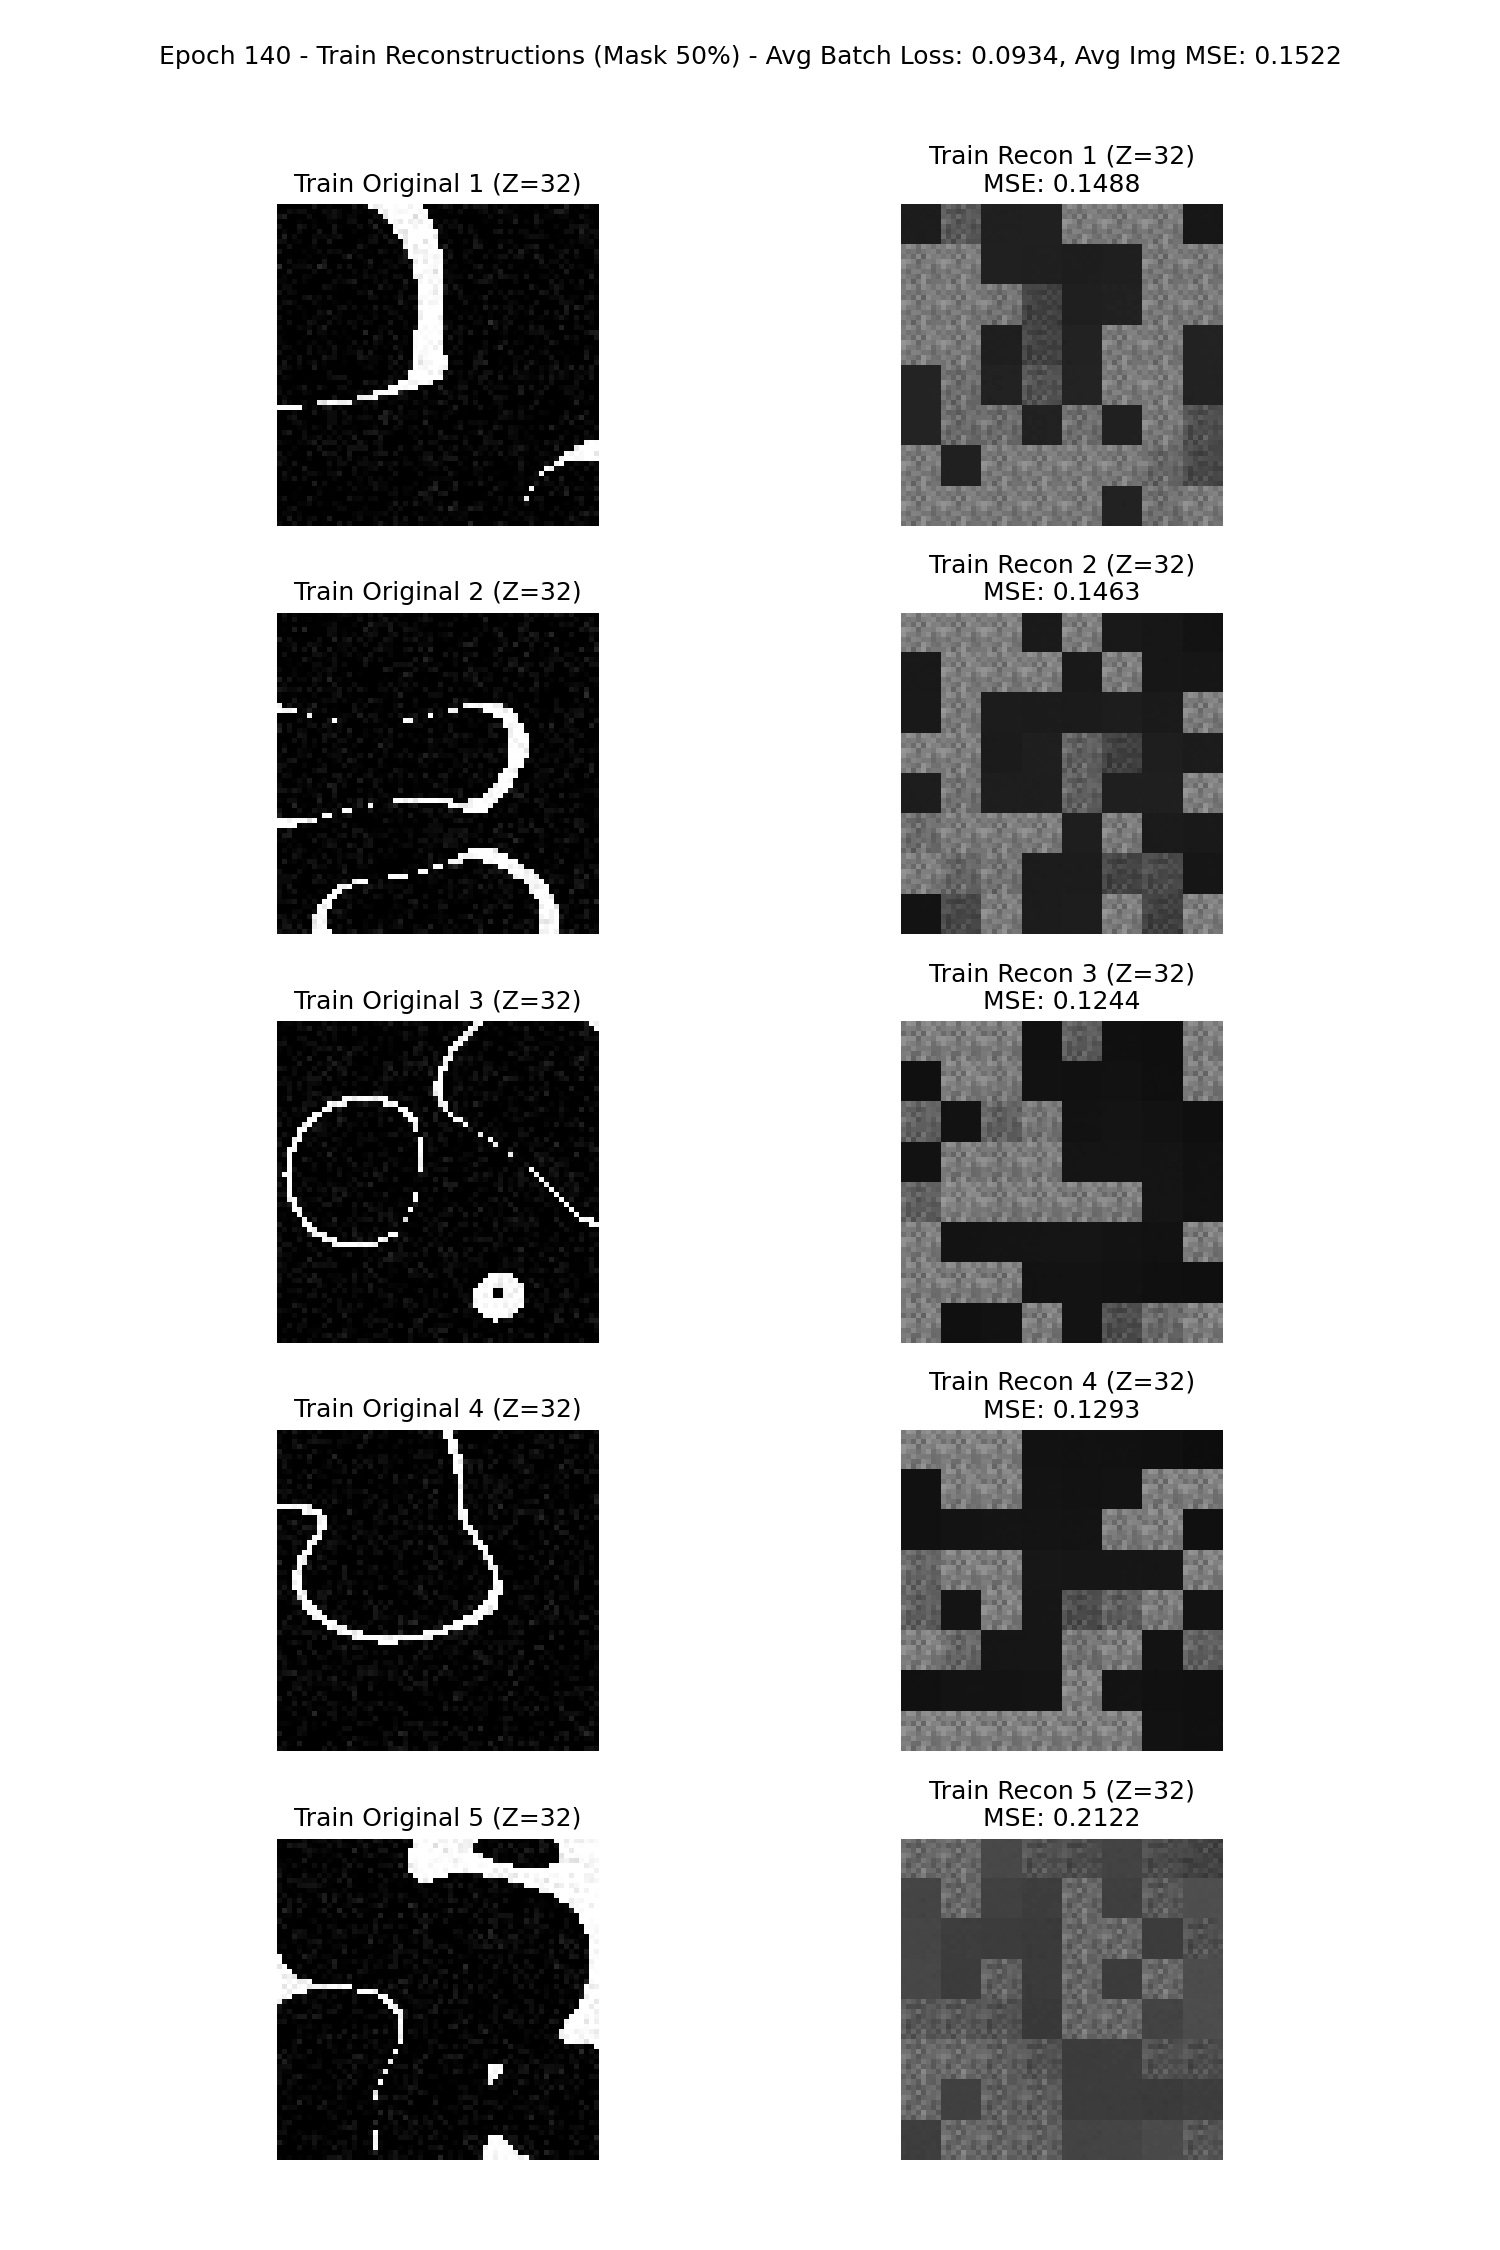 Epoch 140 - Train Reconstructions (Mask 50%) - Avg Batch Loss: 0.0934, Avg Img MSE: 0.1522
Train Original 1 (Z=32)
Train Recon 1 (Z=32)
MSE: 0.1488
Train Original 2 (Z=32)
Train Recon 2 (Z=32)
MSE: 0.1463
Train Original 3 (Z=32)
Train Recon 3 (Z=32)
MSE: 0.1244
Train Original 4 (Z=32)
Train Recon 4 (Z=32)
MSE: 0.1293
Train Original 5 (Z=32)
Train Recon 5 (Z=32)
MSE: 0.2122